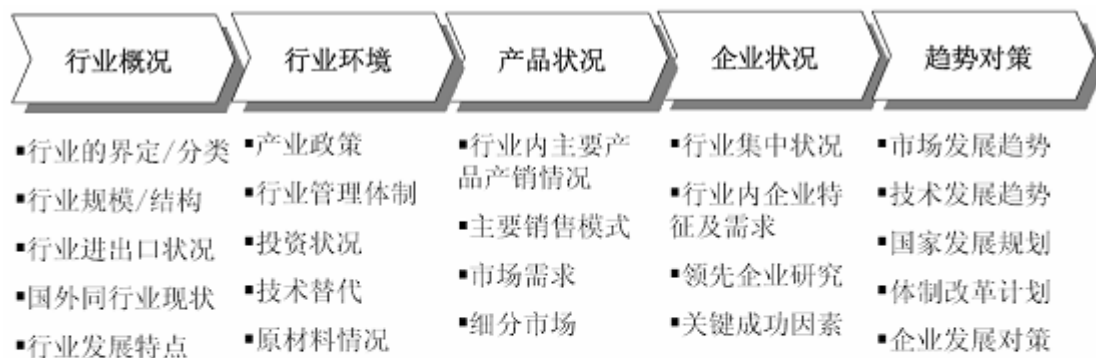 行业概况
行业环境
产品状况
企业状况
趋势对策
▪行业的界定/分类
▪行业规模/结构
▪行业进出口状况
▪国外同行业现状
▪行业发展特点
▪产业政策
▪行业管理体制
▪投资状况
▪技术替代
▪原材料情况
▪行业内主要产
品产销情况
▪主要销售模式
▪市场需求
▪细分市场
▪行业集中状况
▪行业内企业特
征及需求
▪领先企业研究
▪关键成功因素
▪市场发展趋势
▪技术发展趋势
▪国家发展规划
▪体制改革计划
▪企业发展对策